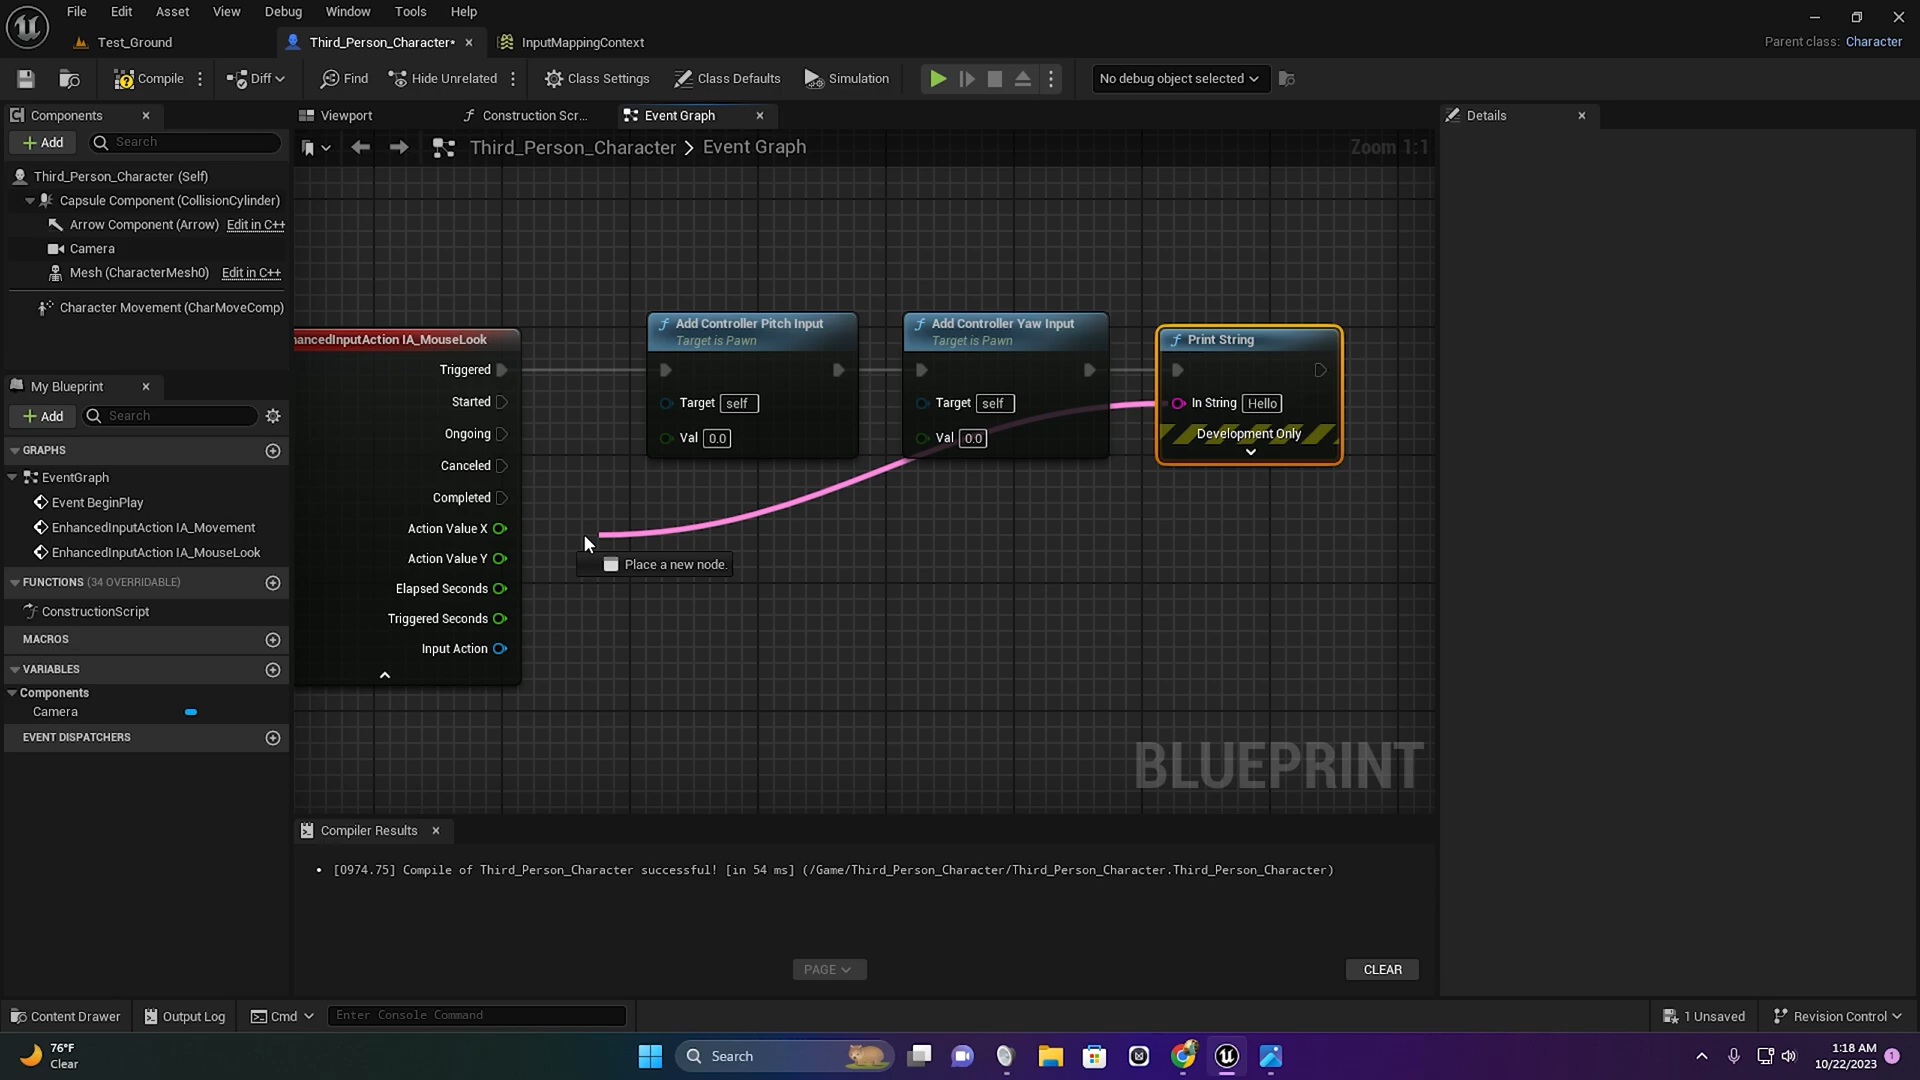 File Edit Asset View Debug Window Tools Help
Test_Ground
Third_Person_Character*
InputMappingContext
Parent class: Character
Compile
Diff
Find
Hide Unrelated
Class Settings
Class Defaults
Simulation
No debug object selected
Components
Add
Search
Third_Person_Character (Self)
Capsule Component (CollisionCylinder)
Arrow Component (Arrow) Edit in C++
Camera
Mesh (CharacterMesh0) Edit in C++
Character Movement (CharMoveComp)
My Blueprint
Add
Search
GRAPHS
EventGraph
Event BeginPlay
EnhancedInputAction IA_Movement
EnhancedInputAction IA_MouseLook
FUNCTIONS (34 OVERRIDABLE)
ConstructionScript
MACROS
VARIABLES
Components
Camera
EVENT DISPATCHERS
Viewport
Construction Scr...
Event Graph
Third_Person_Character > Event Graph
Zoom 1:1
hancedInputAction IA_MouseLook
Triggered
Started
Ongoing
Canceled
Completed
Action Value X
Action Value Y
Elapsed Seconds
Triggered Seconds
Input Action
Add Controller Pitch Input
Target is Pawn
Target self
Val 0.0
Add Controller Yaw Input
Target is Pawn
Target self
Val 0.0
Print String
In String Hello
Development Only
Place a new node.
BLUEPRINT
Details
Compiler Results
[0974.75] Compile of Third_Person_Character successful! [in 54 ms] (/Game/Third_Person_Character/Third_Person_Character.Third_Person_Character)
PAGE
CLEAR
Content Drawer
Output Log
Cmd
Enter Console Command
1 Unsaved
Revision Control
76°F
Clear
Search
1:18 AM
10/22/2023
1